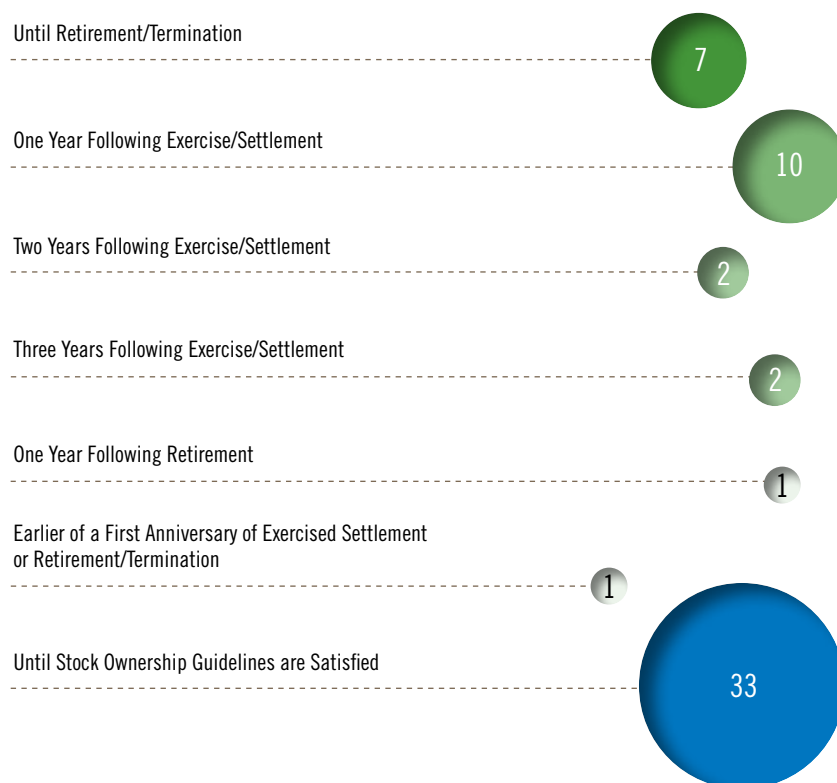 Until Retirement/Termination
7
One Year Following Exercise/Settlement
10
Two Years Following Exercise/Settlement
2
Three Years Following Exercise/Settlement
2
One Year Following Retirement
1
Earlier of a First Anniversary of Exercised Settlement
or Retirement/Termination
1
Until Stock Ownership Guidelines are Satisfied
33